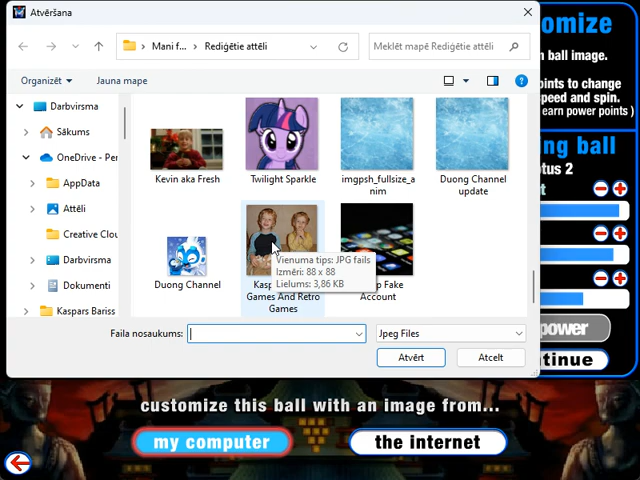 Atvēršana
Mani f...
Rediģētie attēli
Meklēt mapē Rediģētie attēli
Organizēt
Jauna mape
Darbvirsma
Sākums
OneDrive - Per
AppData
Attēli
Creative Clou
Darbvirsma
Dokumenti
Kaspars Bariss
Kevin aka Fresh
Twilight Sparkle
imgpsh_fullsize_a
nim
Duong Channel
update
Duong Channel
Games And Retro
Games
Fake
Account
Vienuma tips: JPG fails
Izmēri: 88 x 88
Lielums: 3,86 KB
Faila nosaukums:
Jpeg Files
Atvērt
Atcelt
omize
ball image.
oints to change
peed and spin.
earn power points )
ng ball
otus 2
power
tinue
customize this ball with an image from...
my computer
the internet